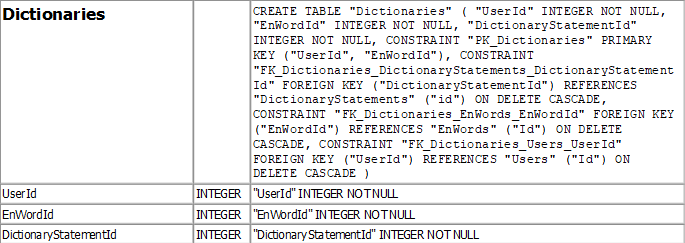 Dictionaries
CREATE TABLE "Dictionaries" ( "UserId" INTEGER NOT NULL,
"EnWordId" INTEGER NOT NULL, "DictionaryStatementId"
INTEGER NOT NULL, CONSTRAINT "PK_Dictionaries" PRIMARY
KEY ("UserId", "EnWordId"), CONSTRAINT
"FK_Dictionaries_DictionaryStatements_DictionaryStatement
Id" FOREIGN KEY ("DictionaryStatementId") REFERENCES
"DictionaryStatements" ("id") ON DELETE CASCADE,
CONSTRAINT "FK_Dictionaries_EnWords_EnWordId" FOREIGN KEY
("EnWordId") REFERENCES "EnWords" ("Id") ON DELETE
CASCADE, CONSTRAINT "FK_Dictionaries_Users_UserId"
FOREIGN KEY ("UserId") REFERENCES "Users" ("Id") ON
DELETE CASCADE )
UserId INTEGER "UserId" INTEGER NOT NULL
EnWordId INTEGER "EnWordId" INTEGER NOT NULL
DictionaryStatementId INTEGER "DictionaryStatementId" INTEGER NOT NULL